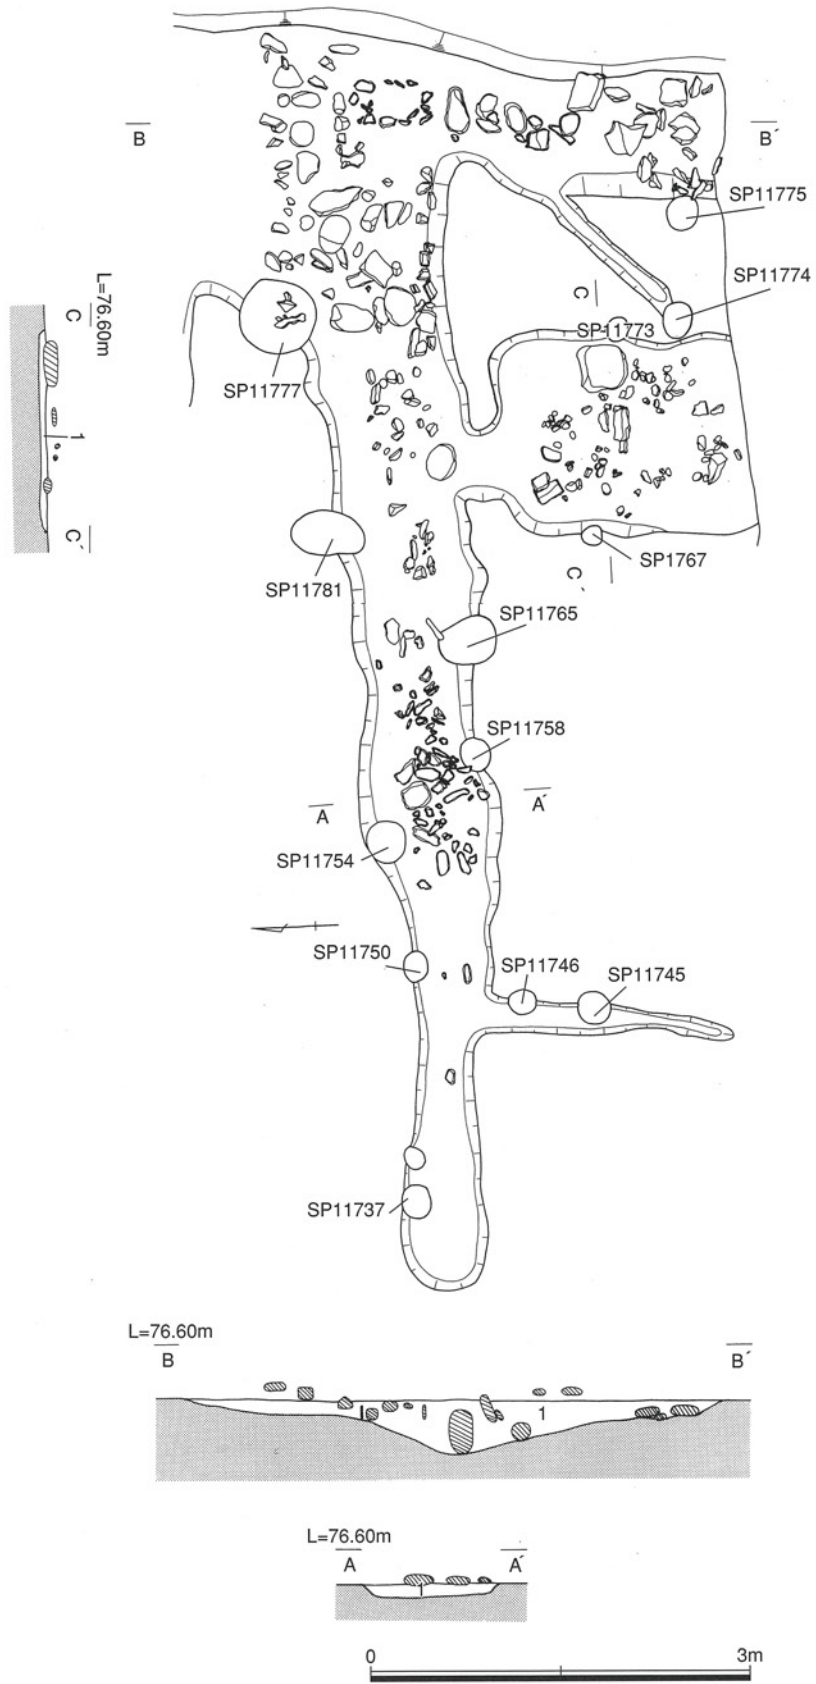 B
B´
SP11775
SP11774
C
SP11773
L=76.60m
C
1
C´
SP11777
SP1767
C´
SP11781
SP11765
SP11758
A
A´
SP11754
SP11750
SP11746
SP11745
SP11737
L=76.60m
B
B´
1
L=76.60m
A
A´
1
0
3m